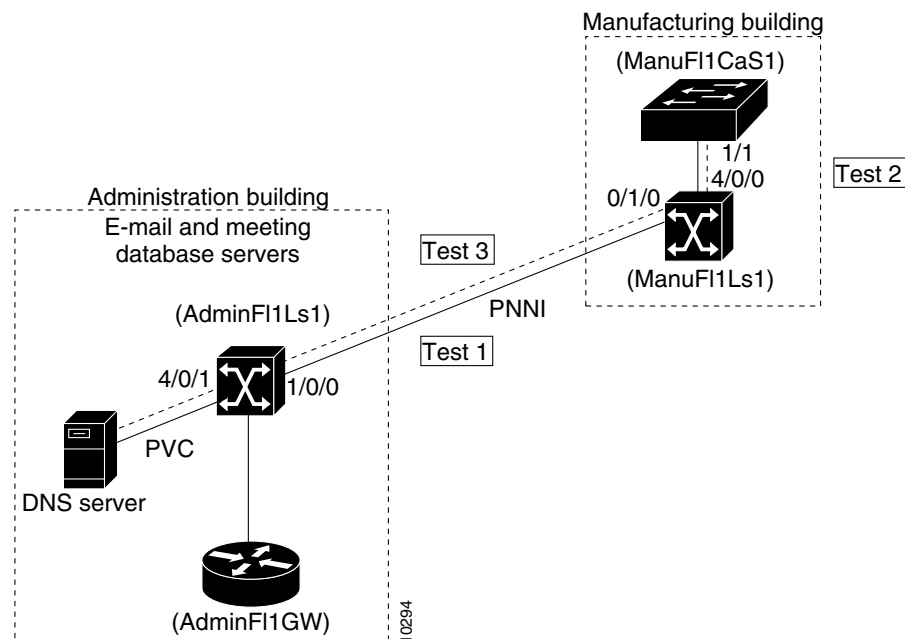 Manufacturing building
(ManuFl1CaS1)
1/1
4/0/0
Test 2
0/1/0
(ManuFl1Ls1)
Administration building
E-mail and meeting
database servers
Test 3
PNNI
(AdminFl1Ls1)
Test 1
4/0/1
1/0/0
PVC
DNS server
(AdminFl1GW)
10294